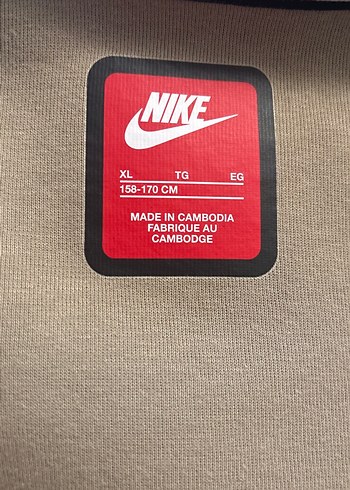 NIKE
XL TG EG
158-170 CM
MADE IN CAMBODIA
FABRIQUE AU
CAMBODGE